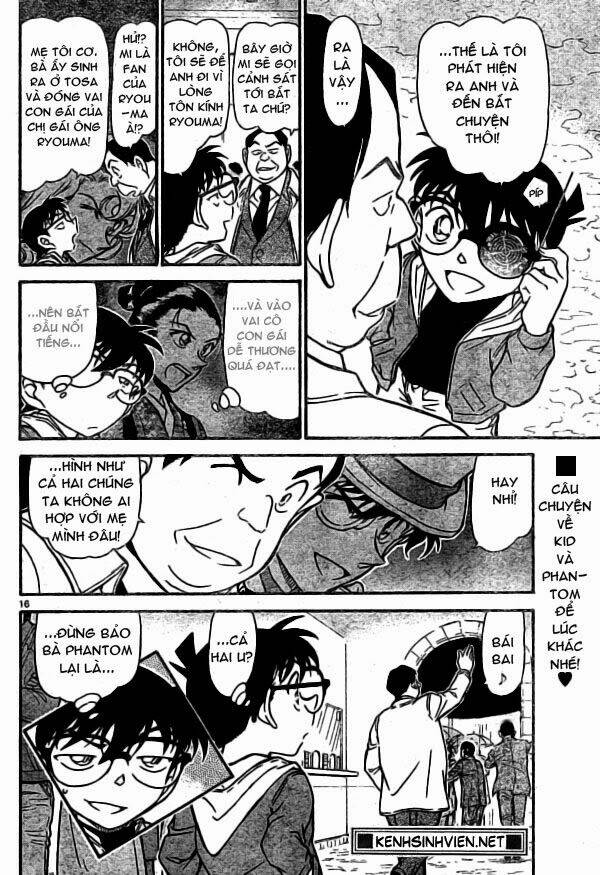 ...THẾ LÀ TÔI
PHÁT HIỆN
RA ANH VÀ
ĐẾN BẮT
CHUYỆN
THÔI!
PÍP
RA
LÀ
VẬY
...
BÂY GIỜ
MI SẼ GỌI
CẢNH SÁT
TỚI BẮT
TA CHỨ?
KHÔNG,
TÔI SẼ ĐỂ
ANH ĐI VÌ
LÒNG
TÔN KÍNH
RYOUMA!
HỬ!?
MI LÀ
FAN
CỦA
RYOU-
MA
À!?
MẸ TÔI CƠ.
BÀ ẤY SINH
RA Ở TOSA
VÀ ĐÓNG VAI
CON GÁI CỦA
CHỊ GÁI ÔNG
RYOUMA!
....VÀ VÀO
VAI CÔ
CON GÁI
DỄ THƯƠNG
QUÁ ĐẠT....
...NÊN BẮT
ĐẦU NỔI
TIẾNG...
HAY
NHỈ!
...HÌNH NHƯ
CẢ HAI CHÚNG
TA KHÔNG AI
HỢP VỚI MẸ
MÌNH ĐÂU!
CÂU
CHUYỆN
VỀ
KID
VÀ
PHAN-
TOM
ĐỂ
LÚC
KHÁC
NHÉ!
♥
16
BÁI
BAI
♪
...CẢ
HAI Ư?
...ĐỪNG BẢO
BÀ PHANTOM
LẠI LÀ...
KENHSINHVIEN.NET